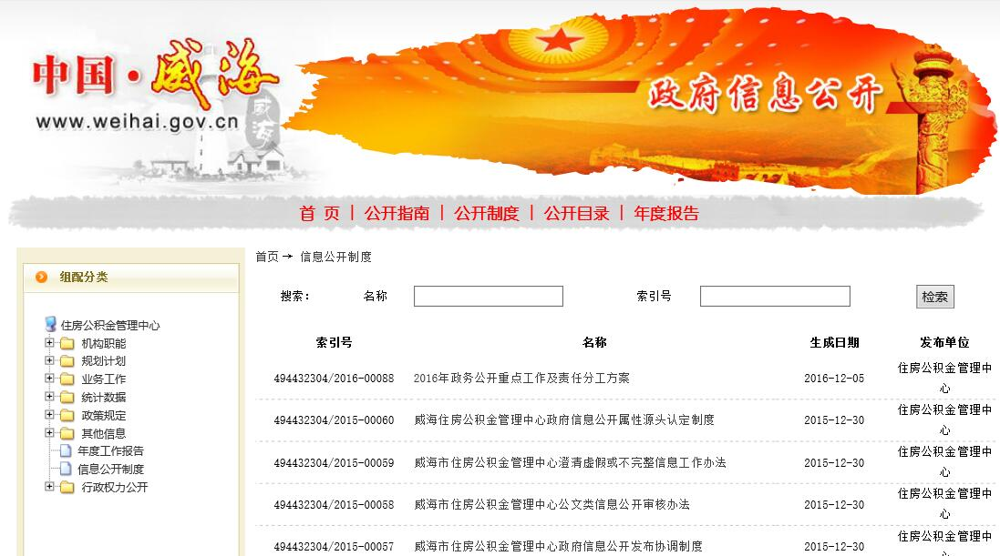 中国·威海
www.weihai.gov.cn
威海
政府信息公开
首 页 | 公开指南 | 公开制度 | 公开目录 | 年度报告
组配分类
住房公积金管理中心
机构职能
规划计划
业务工作
统计数据
政策规定
其他信息
年度工作报告
信息公开制度
行政权力公开
首页→ 信息公开制度
搜索: 名称 索引号 检索
索引号 名称 生成日期 发布单位
494432304/2016-00088 2016年政务公开重点工作及责任分工方案 2016-12-05 住房公积金管理中
心
494432304/2015-00060 威海住房公积金管理中心政府信息公开属性源头认定制度 2015-12-30 住房公积金管理中
心
494432304/2015-00059 威海市住房公积金管理中心澄清虚假或不完整信息工作办法 2015-12-30 住房公积金管理中
心
494432304/2015-00058 威海市住房公积金管理中心公文类信息公开审核办法 2015-12-30 住房公积金管理中
心
494432304/2015-00057 威海市住房公积金管理中心政府信息公开发布协调制度 2015-12-30 住房公积金管理中
心